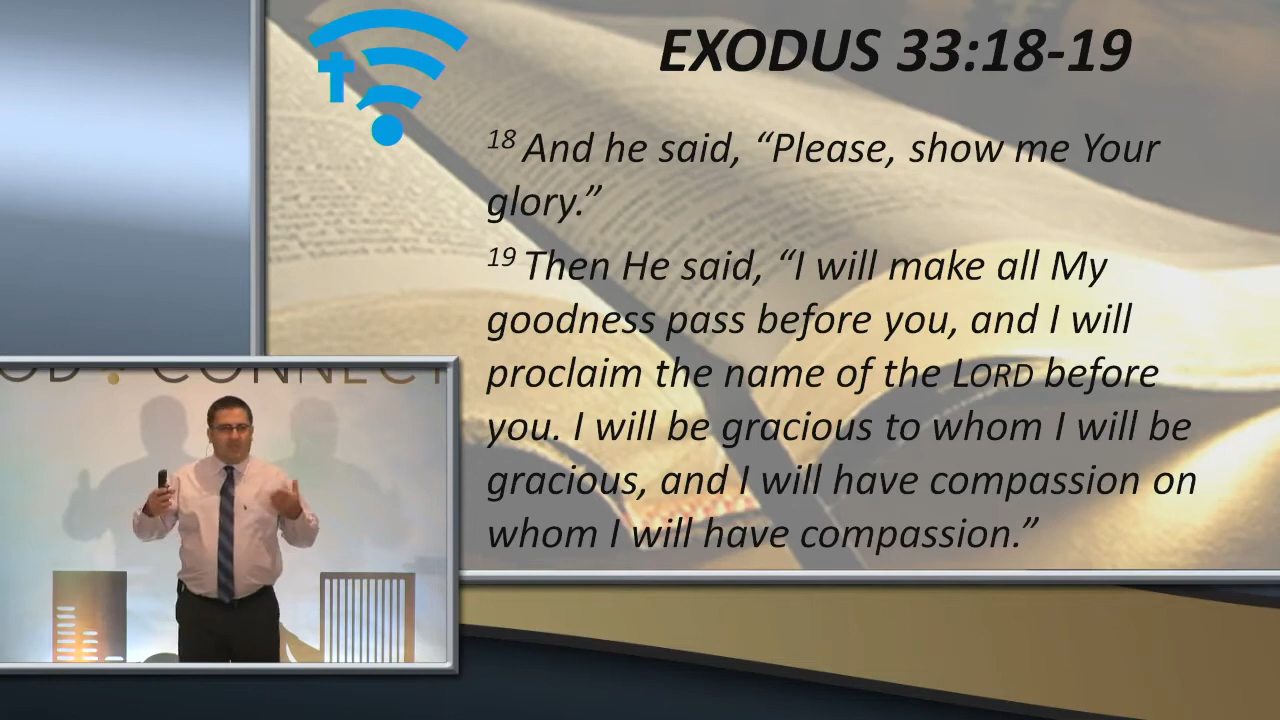 EXODUS 33:18-19
18 And he said, “Please, show me Your
glory.”
19 Then He said, “I will make all My
goodness pass before you, and I will
proclaim the name of the LORD before
you. I will be gracious to whom I will be
gracious, and I will have compassion on
whom I will have compassion.”
CONNECT